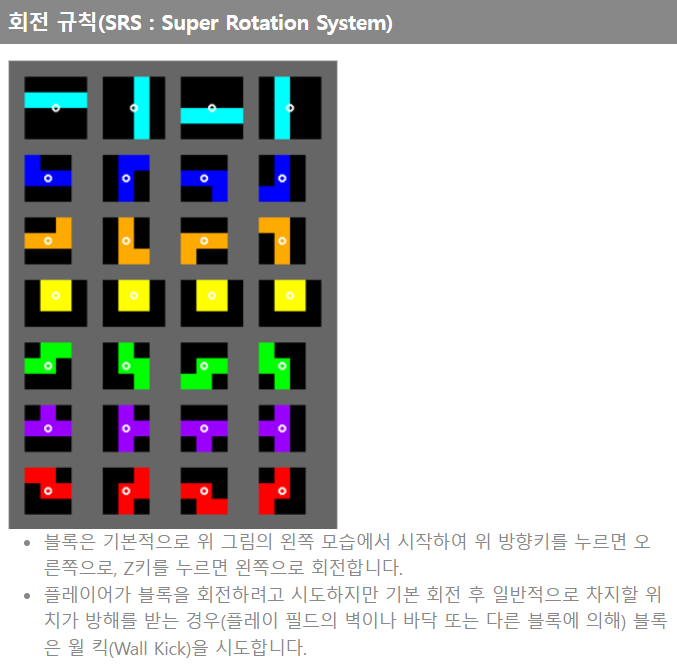 회전 규칙(SRS : Super Rotation System)
블록은 기본적으로 위 그림의 왼쪽 모습에서 시작하여 위 방향키를 누르면 오
른쪽으로, Z키를 누르면 왼쪽으로 회전합니다.
플레이어가 블록을 회전하려고 시도하지만 기본 회전 후 일반적으로 차지할 위
치가 방해를 받는 경우(플레이 필드의 벽이나 바닥 또는 다른 블록에 의해) 블록
은 월 킥(Wall Kick)을 시도합니다.